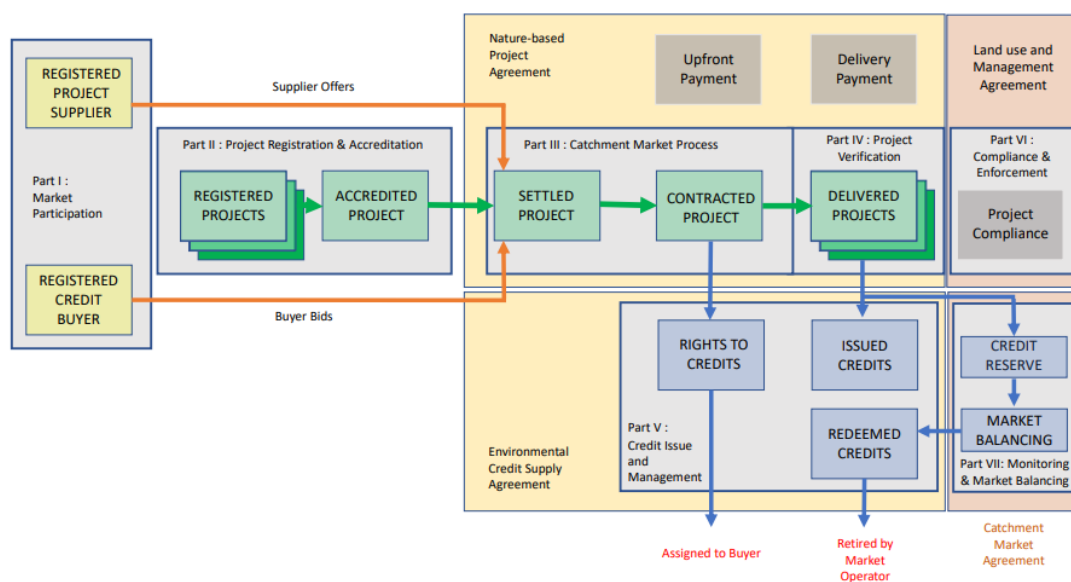 REGISTERED
PROJECT
SUPPLIER
Part I :
Market
Participation
REGISTERED
CREDIT
BUYER
Supplier Offers
Buyer Bids
Part II : Project Registration & Accreditation
REGISTERED
PROJECTS
ACCREDITED
PROJECT
Nature-based
Project
Agreement
Upfront
Payment
Delivery
Payment
Land use and
Management
Agreement
Part III : Catchment Market Process
SETTLED
PROJECT
CONTRACTED
PROJECT
Part IV : Project
Verification
DELIVERED
PROJECTS
Part VI :
Compliance &
Enforcement
Project
Compliance
RIGHTS TO
CREDITS
ISSUED
CREDITS
CREDIT
RESERVE
Part V :
Credit Issue
and
Management
REDEEMED
CREDITS
MARKET
BALANCING
Part VII: Monitoring
& Market Balancing
Environmental
Credit Supply
Agreement
Assigned to Buyer
Retired by
Market
Operator
Catchment
Market
Agreement